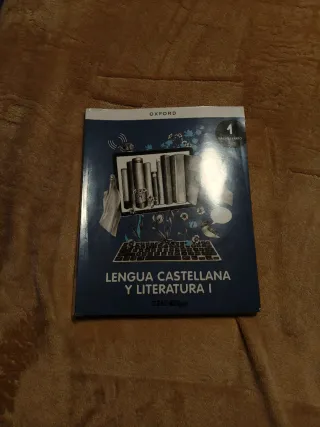 OXFORD
1
LENGUA CASTELLANA
Y LITERATURA I